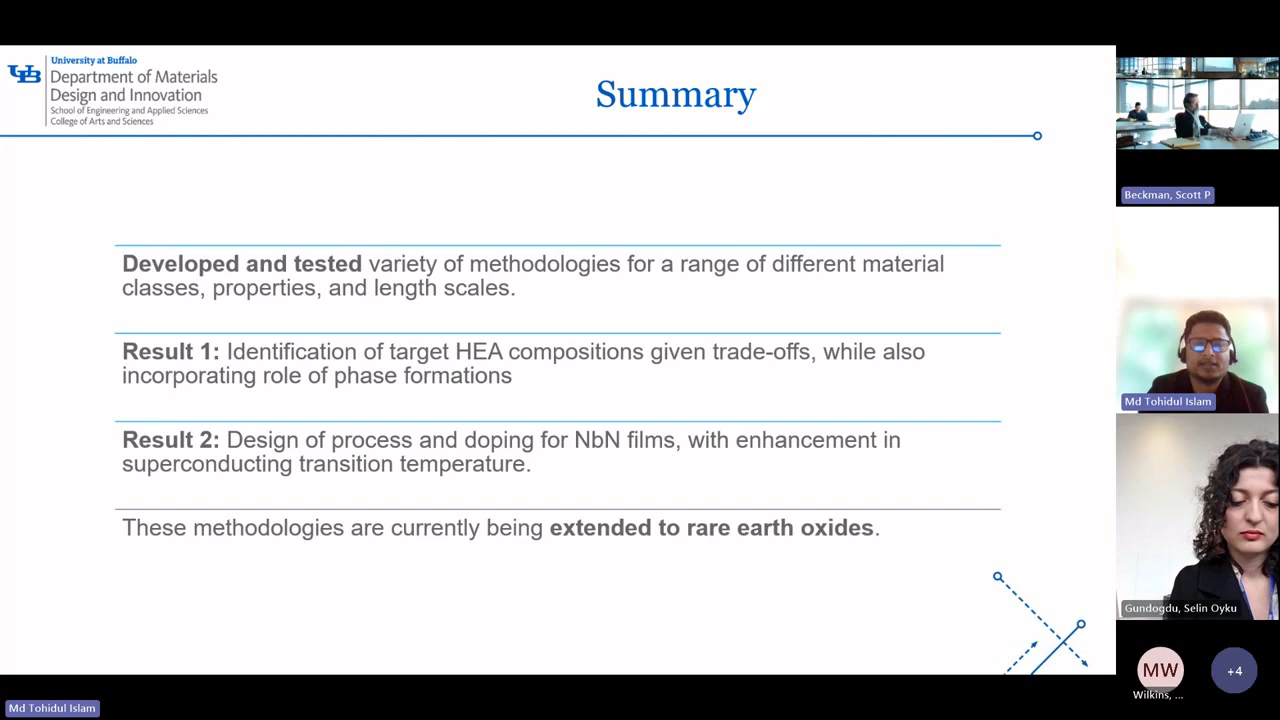 University at Buffalo
UB
Department of Materials
Design and Innovation
School of Engineering and Applied Sciences
College of Arts and Sciences
Summary
Developed and tested variety of methodologies for a range of different material
classes, properties, and length scales.
Result 1: Identification of target HEA compositions given trade-offs, while also
incorporating role of phase formations
Result 2: Design of process and doping for NbN films, with enhancement in
superconducting transition temperature.
These methodologies are currently being extended to rare earth oxides.
Beckman, Scott P
Md Tohidul Islam
Gundogdu, Selin Oyku
MW
Wilkins, ...
+4
Md Tohidul Islam